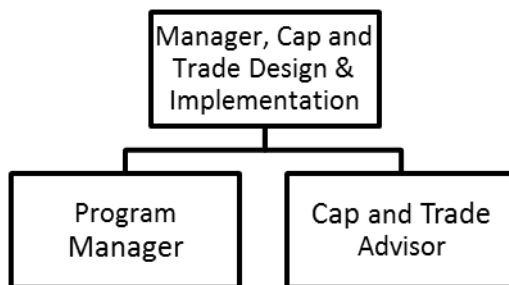 Manager, Cap and
Trade Design &
Implementation
Program
Manager
Cap and Trade
Advisor